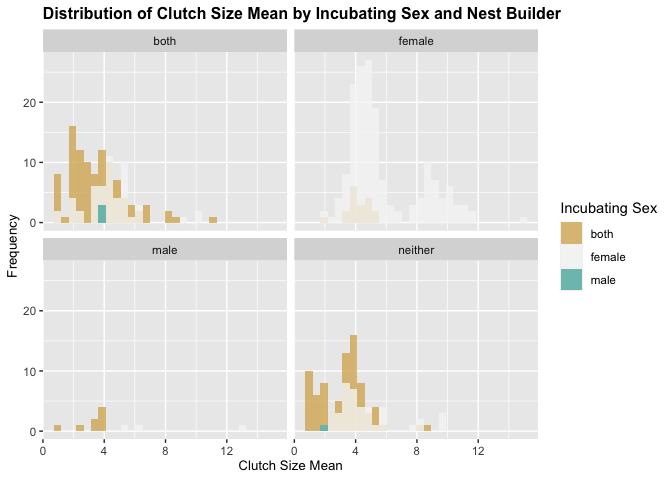 Distribution of Clutch Size Mean by Incubating Sex and Nest Builder
both
female
20
10
0
male
neither
20
10
0
0
4
8
12
0
4
8
12
Frequency
Clutch Size Mean
Incubating Sex
both
female
male